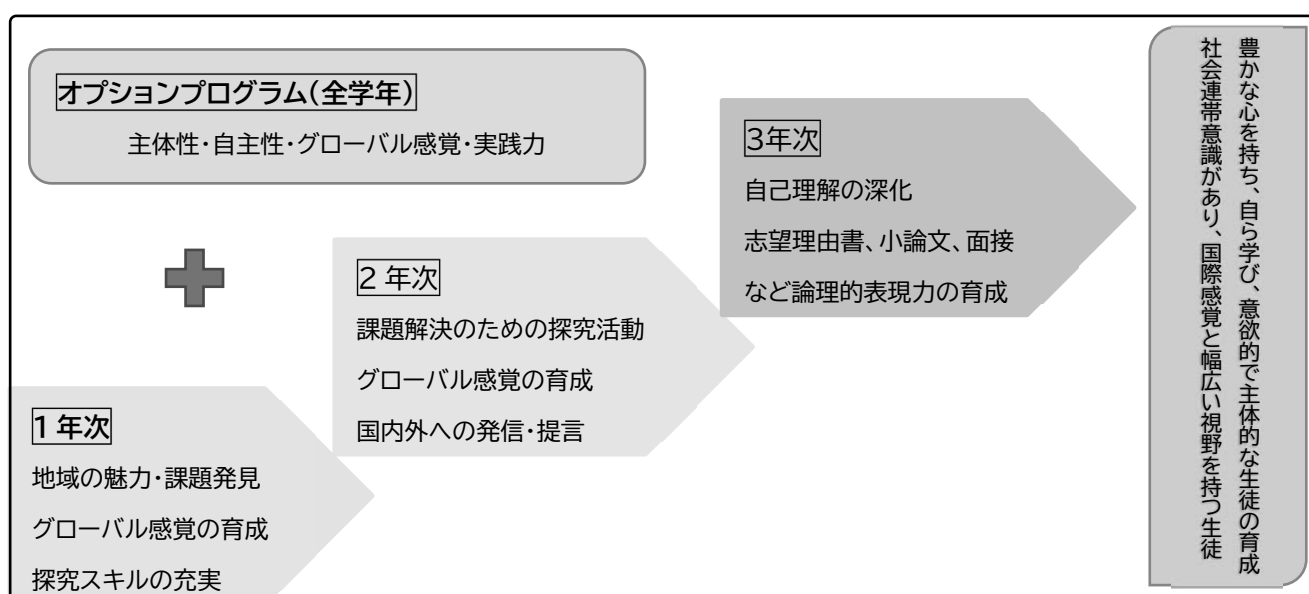 オプションプログラム(全学年)
主体性・自主性・グローバル感覚・実践力
1年次
地域の魅力・課題発見
グローバル感覚の育成
探究スキルの充実
2年次
課題解決のための探究活動
グローバル感覚の育成
国内外への発信・提言
3年次
自己理解の深化
志望理由書、小論文、面接
など論理的表現力の育成
豊かな心を持ち、自ら学び、意欲的で主体的な生徒の育成
社会連帯意識があり、国際感覚と幅広い視野を持つ生徒